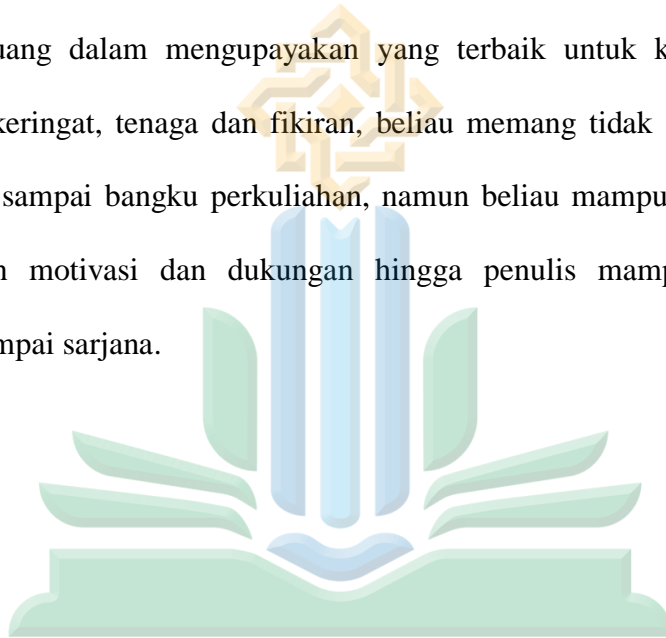 uang dalam mengupayakan yang terbaik untuk k
keringat, tenaga dan fikiran, beliau memang tidak
sampai bangku perkuliahan, namun beliau mampu
n motivasi dan dukungan hingga penulis mamp
mpai sarjana.